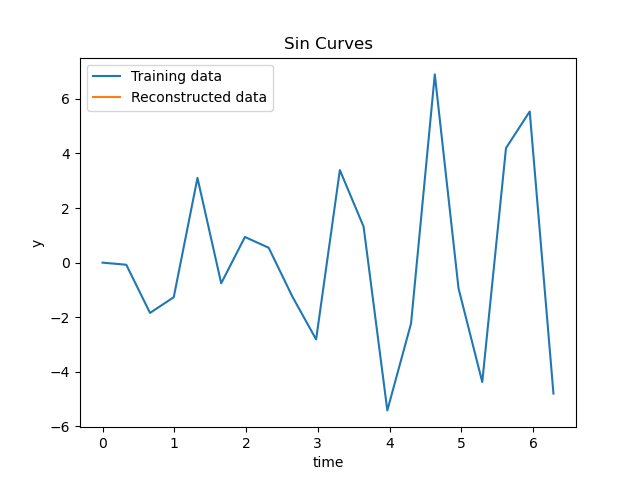 Sin Curves
Training data
Reconstructed data
6
4
2
0
−2
−4
−6
y
0 1 2 3 4 5 6
time